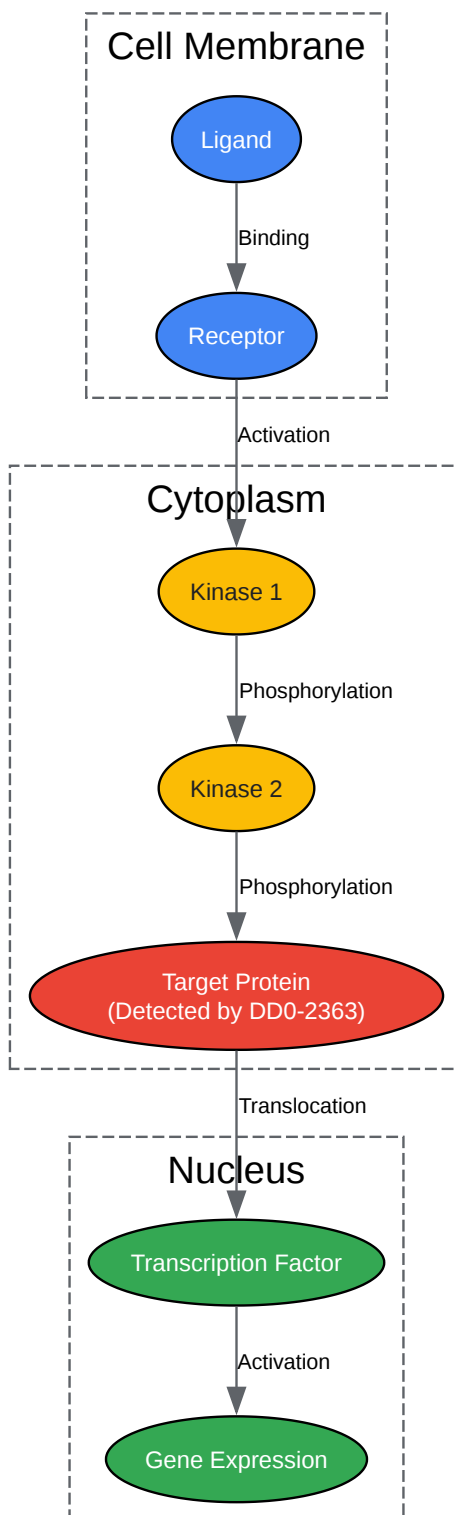 Cell Membrane
Ligand
Binding
Receptor
Activation
Cytoplasm
Kinase 1
Phosphorylation
Kinase 2
Phosphorylation
Target Protein
(Detected by DD0-2363)
Translocation
Nucleus
Transcription Factor
Activation
Gene Expression